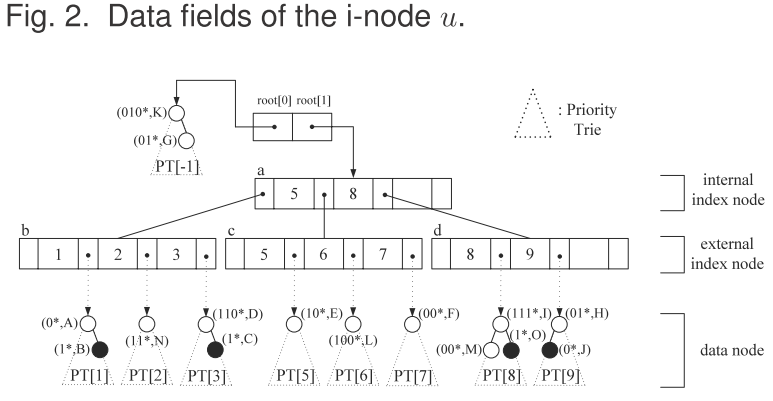 Fig. 2. Data fields of the i-node u.
root[0] root[1]
(010*,K)
(01*,G)
PT[-1]
: Priority
Trie
a
5 8
internal
index node
b
1 2 3
c
5 6 7
d
8 9
external
index node
(0*,A)
(1*,B)
PT[1]
(11*,N)
PT[2]
(110*,D)
(1*,C)
PT[3]
(10*,E)
PT[5]
(100*,L)
PT[6]
(00*,F)
PT[7]
(111*,I)
(1*,O)
(00*,M)
PT[8]
(01*,H)
(0*,J)
PT[9]
data node